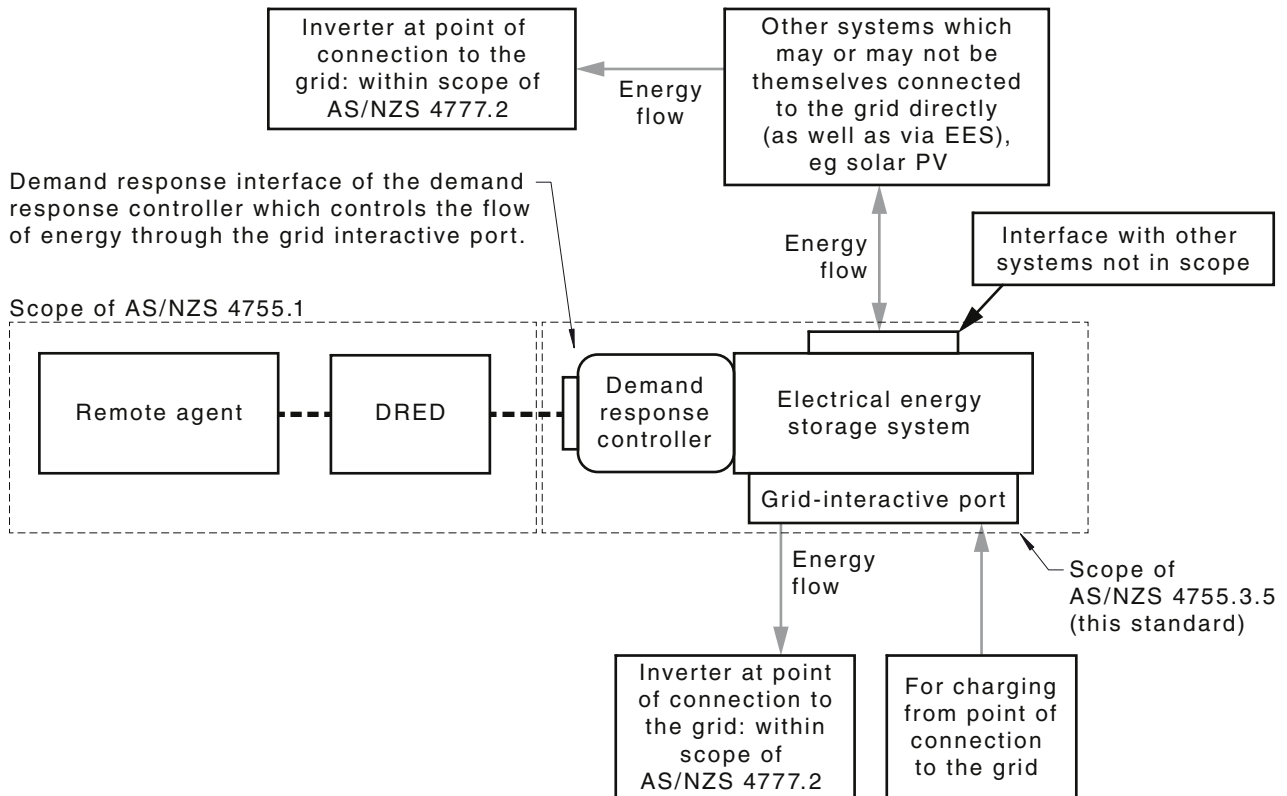 Inverter at point
of connection to
the grid: within
scope of
AS/NZS 4777.2
Energy
flow
Other systems which
may or may not be
themselves connected
to the grid directly
(as well as via EES),
eg solar PV
Demand response interface of the demand
response controller which controls the flow
of energy through the grid interactive port.
Energy
flow
Interface with other
systems not in scope
Scope of AS/NZS 4755.1
Remote agent
DRED
Demand
response
controller
Electrical energy
storage system
Grid-interactive port
Energy
flow
Scope of
AS/NZS 4755.3.5
(this standard)
Inverter at point
of connection to
the grid: within
scope of
AS/NZS 4777.2
For charging
from point of
connection
to the grid